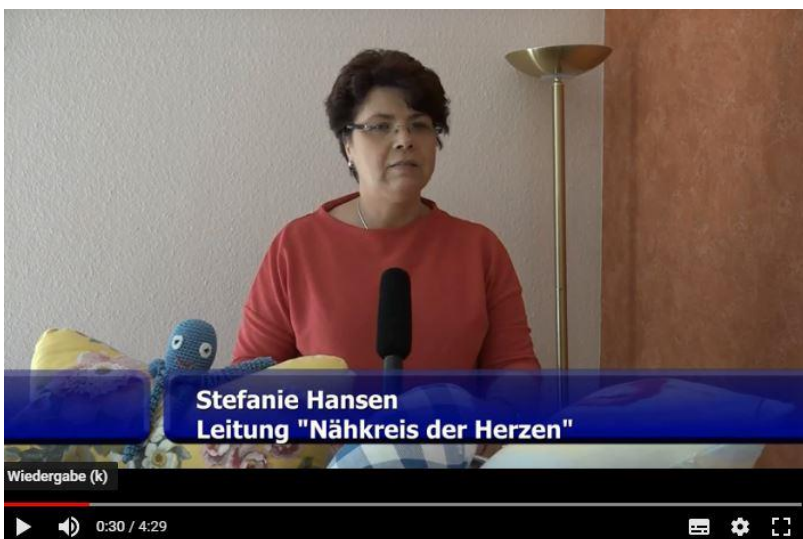 Stefanie Hansen
Leitung "Nähkreis der Herzen"
Wiedergabe (k)
0:30 / 4:29